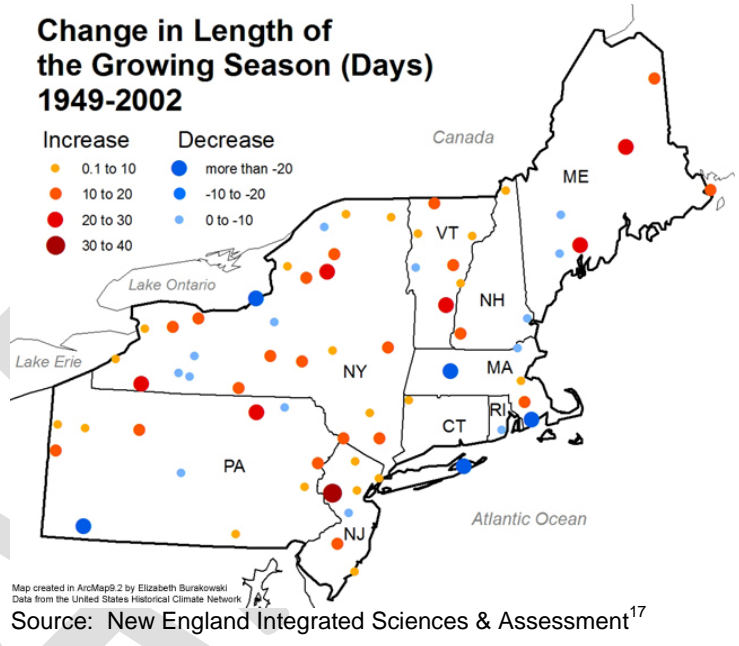 Change in Length of
the Growing Season (Days)
1949-2002
Increase
0.1 to 10
10 to 20
20 to 30
30 to 40
Decrease
more than -20
-10 to -20
0 to -10
Canada
ME
VT
Lake Ontario
NH
Lake Erie
NY
MA
CT
RI
PA
NJ
Atlantic Ocean
Map created in ArcMap9.2 by Elizabeth Burakowski
Data from the United States Historical Climate Network
Source: New England Integrated Sciences & Assessment17